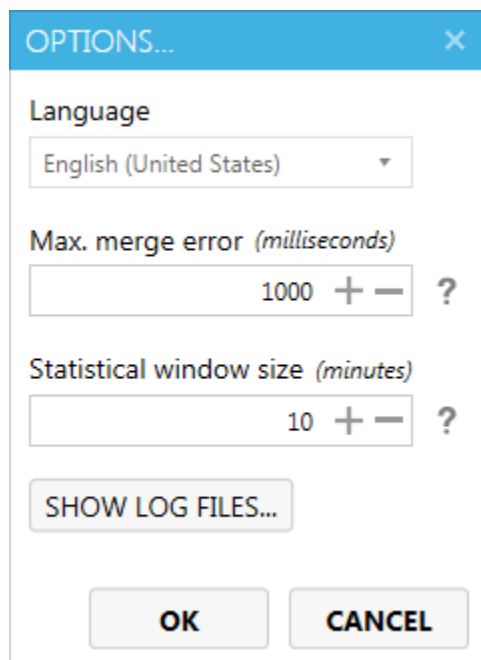 OPTIONS...
Language
English (United States)
Max. merge error (milliseconds)
1000
?
Statistical window size (minutes)
10
?
SHOW LOG FILES...
OK
CANCEL